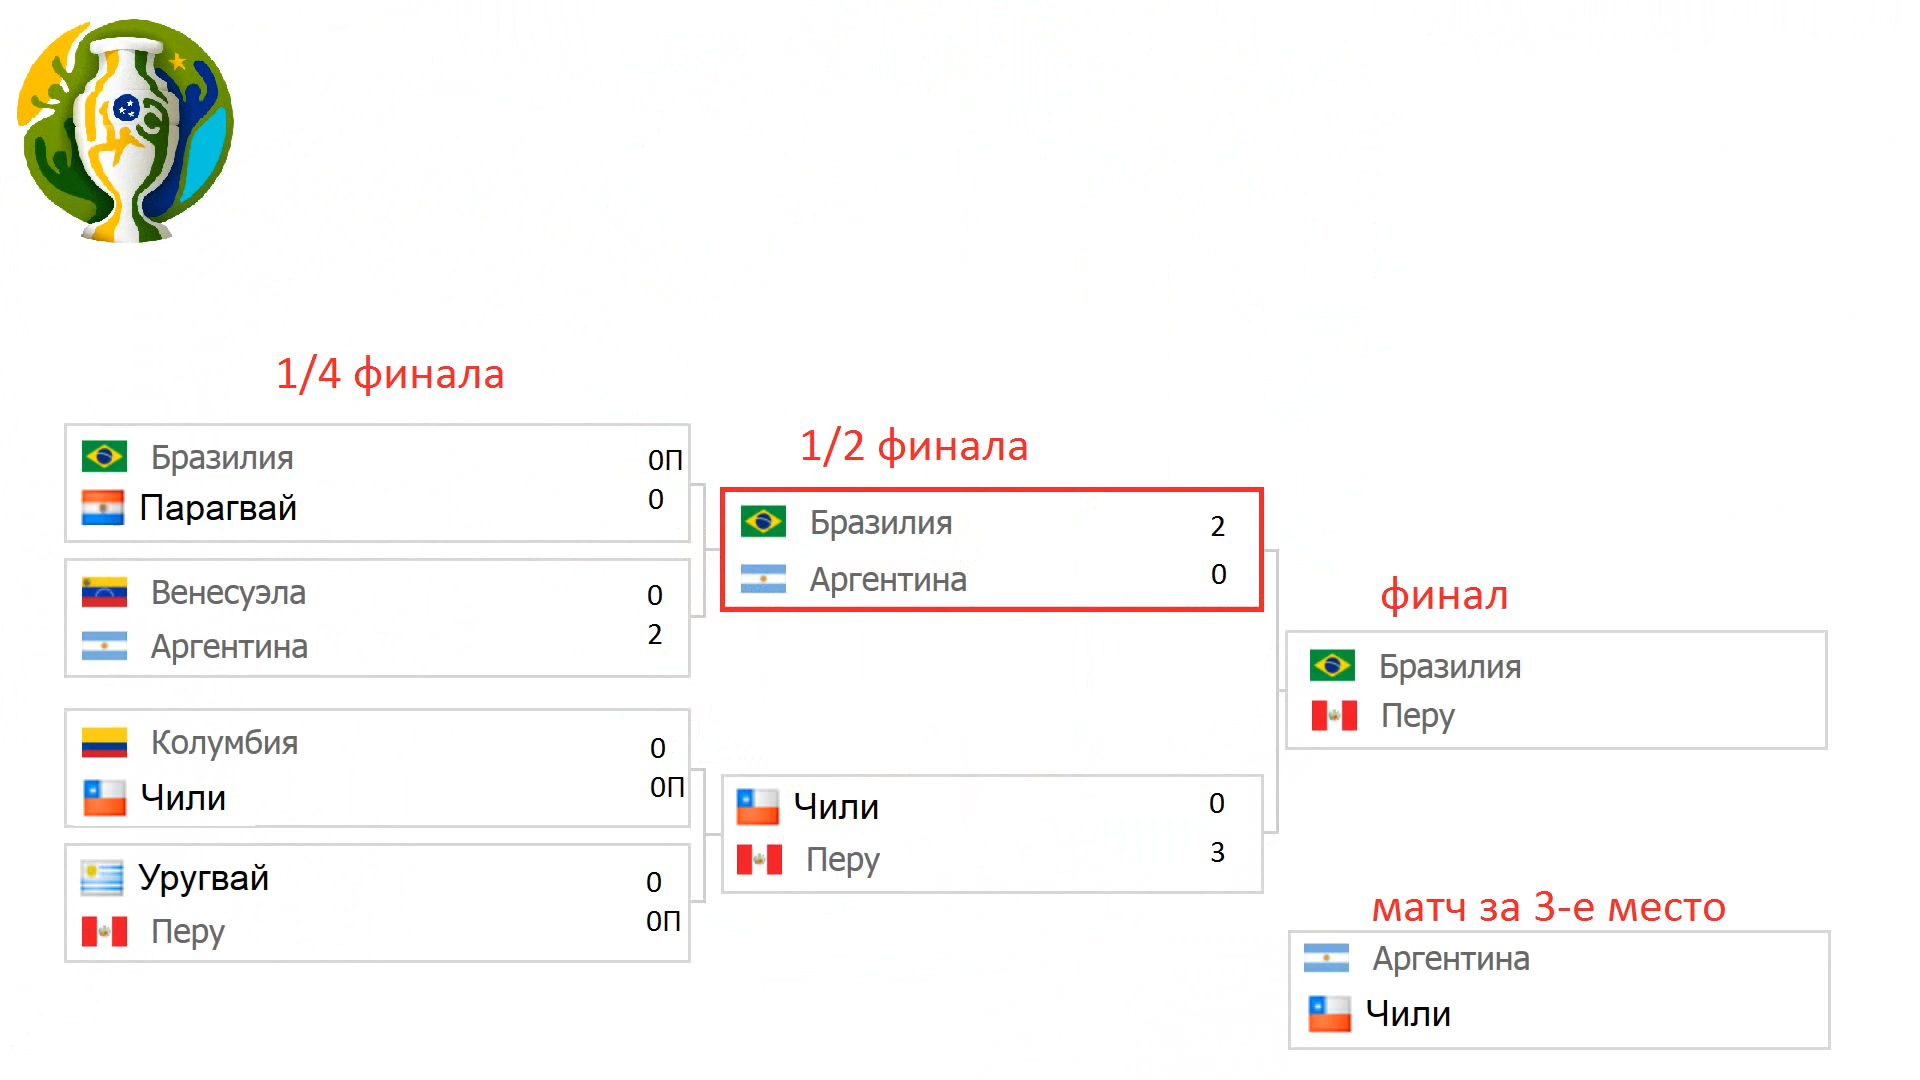 1/4 финала
Бразилия 0П
Парагвай 0
Венесуэла 0
Аргентина 2
Колумбия 0
Чили 0П
Уругвай 0
Перу 0П
1/2 финала
Бразилия 2
Аргентина 0
Чили 0
Перу 3
финал
Бразилия
Перу
матч за 3-е место
Аргентина
Чили